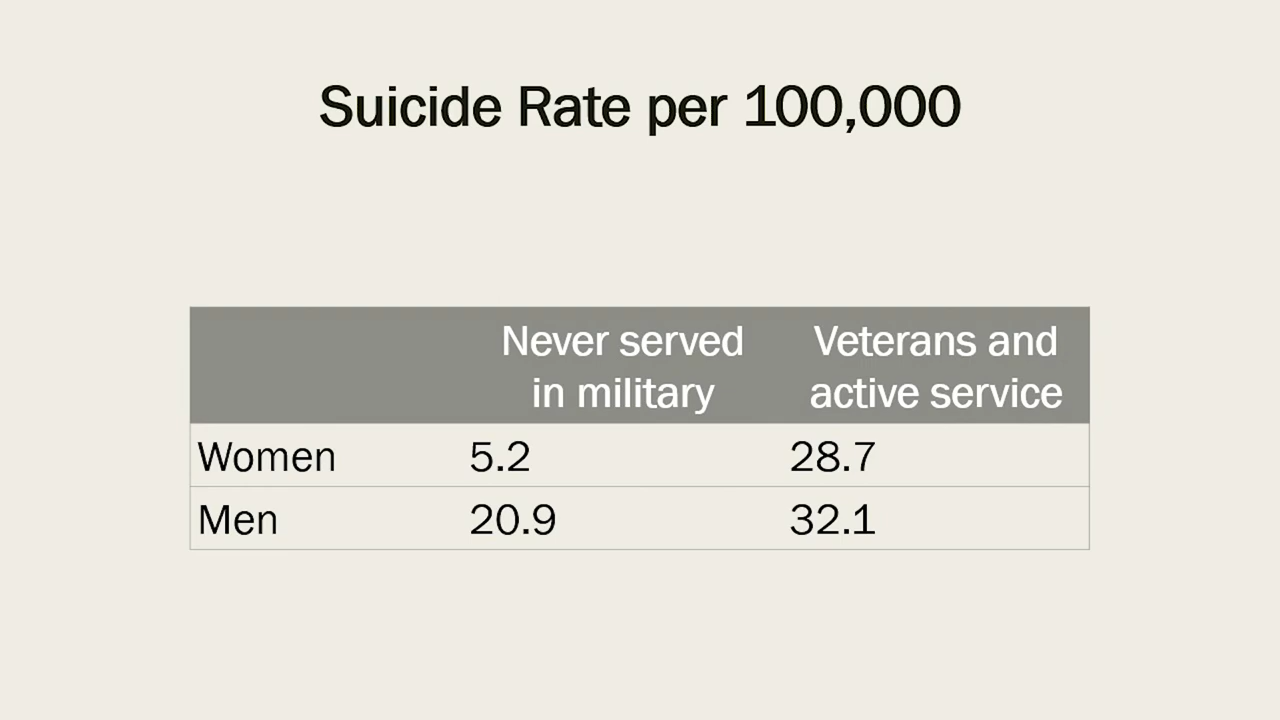 Suicide Rate per 100,000
Never served in military
Veterans and active service
Women 5.2 28.7
Men 20.9 32.1